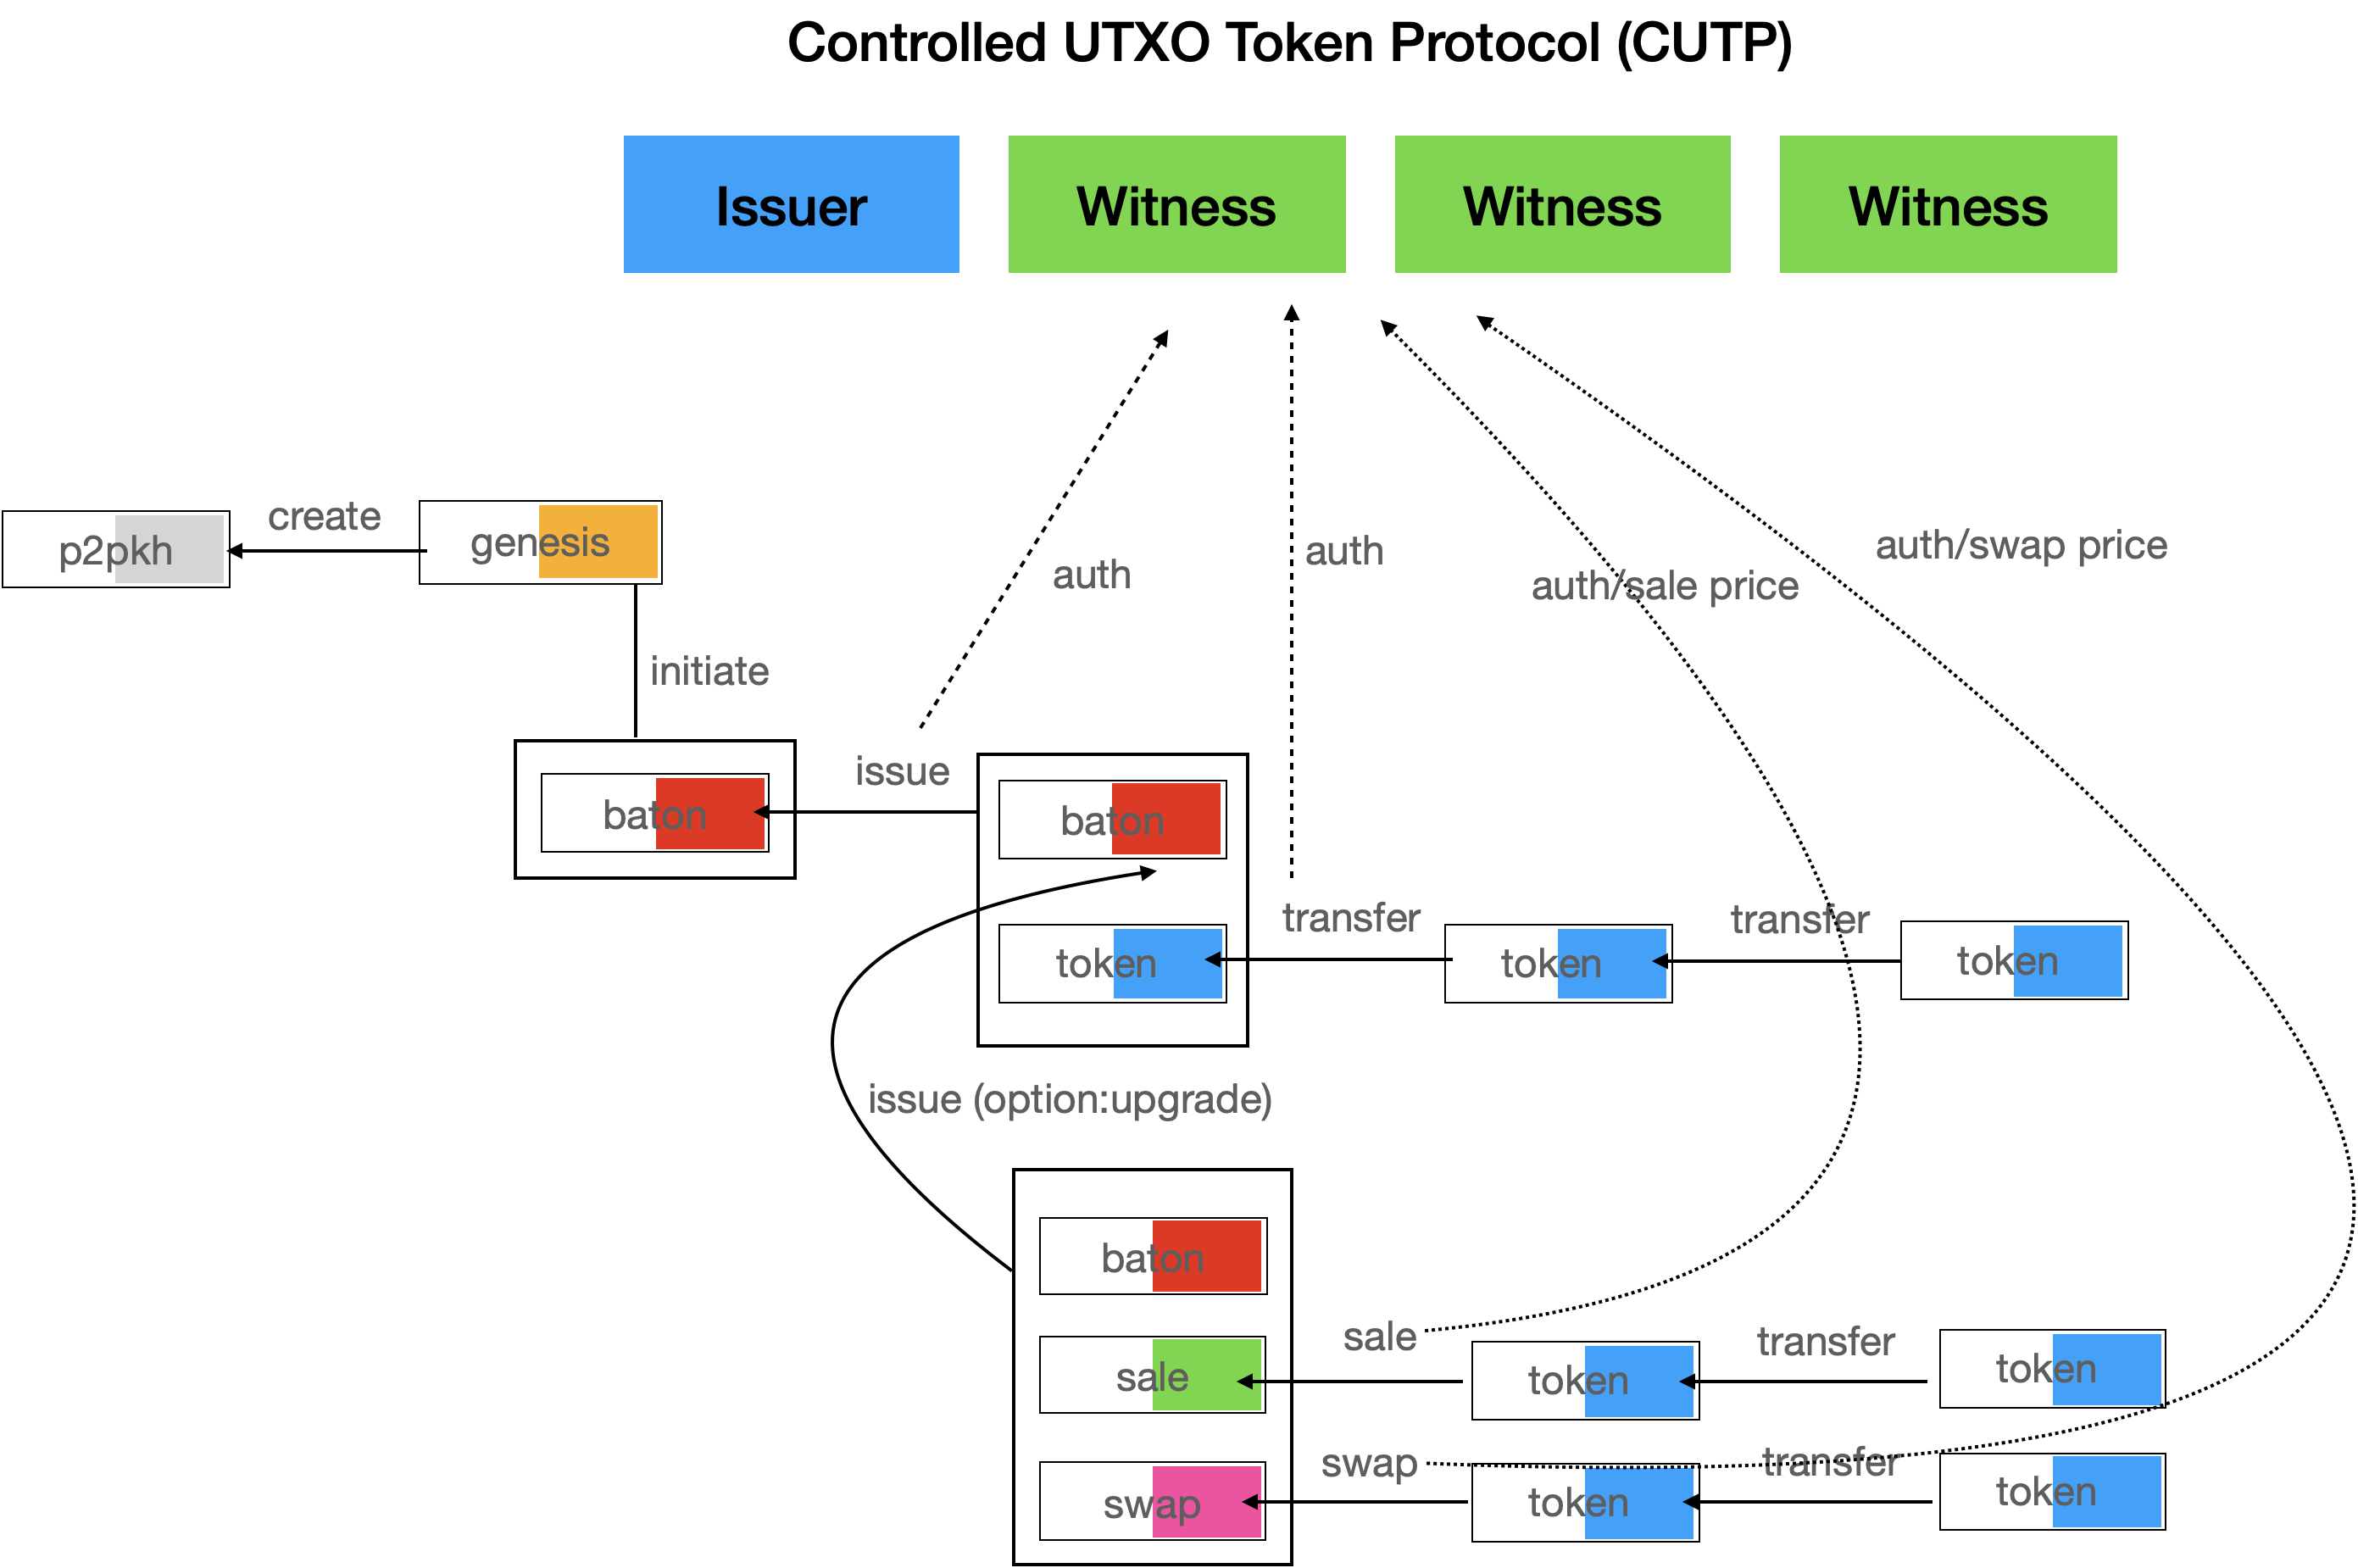 Controlled UTXO Token Protocol (CUTP)
Issuer
Witness
Witness
Witness
p2pkh
create
genesis
auth
auth
auth/sale price
auth/swap price
initiate
baton
issue
baton
token
transfer
token
transfer
token
issue (option:upgrade)
baton
sale
sale
token
transfer
token
swap
swap
token
transfer
token